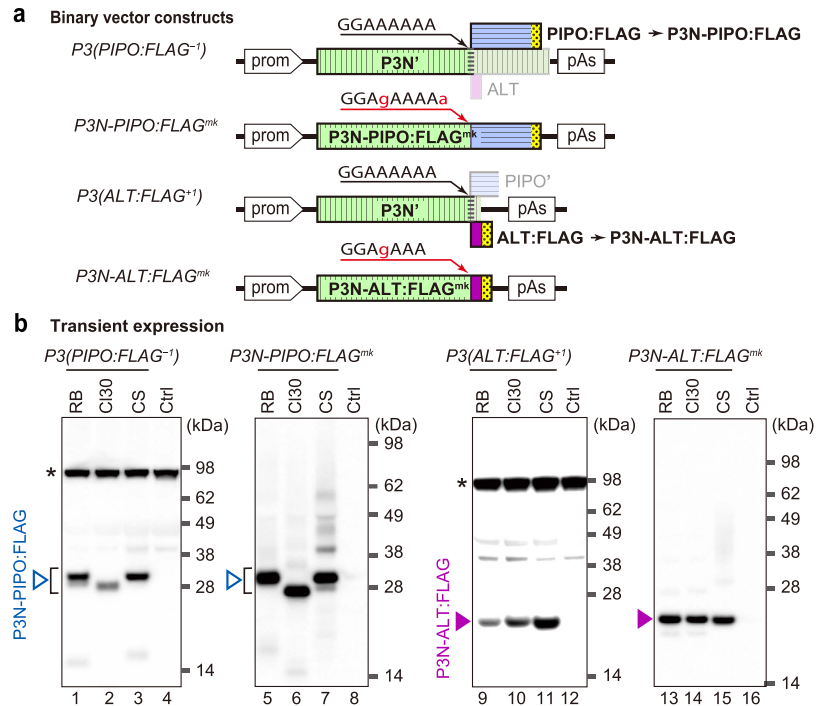 a Binary vector constructs
GGAAAAAA
P3(PIPO:FLAG⁻¹)
PIPO:FLAG → P3N-PIPO:FLAG
prom P3N' pAs
ALT
GGAgAAAAa
P3N-PIPO:FLAGᵐᵏ
prom P3N-PIPO:FLAGᵐᵏ pAs
GGAAAAAA
P3(ALT:FLAG⁺¹)
PIPO'
prom P3N' pAs
ALT:FLAG → P3N-ALT:FLAG
GGAgAAA
P3N-ALT:FLAGᵐᵏ
prom P3N-ALT:FLAGᵐᵏ pAs
b Transient expression
P3(PIPO:FLAG⁻¹) P3N-PIPO:FLAGᵐᵏ P3(ALT:FLAG⁺¹) P3N-ALT:FLAGᵐᵏ
RB Cl30 CS Ctrl (kDa)
*
98
62
49
38
28
14
P3N-PIPO:FLAG
1 2 3 4
RB Cl30 CS Ctrl (kDa)
98
62
49
38
28
14
5 6 7 8
RB Cl30 CS Ctrl (kDa)
*
98
62
49
38
28
14
P3N-ALT:FLAG
9 10 11 12
RB Cl30 CS Ctrl (kDa)
98
62
49
38
28
14
13 14 15 16